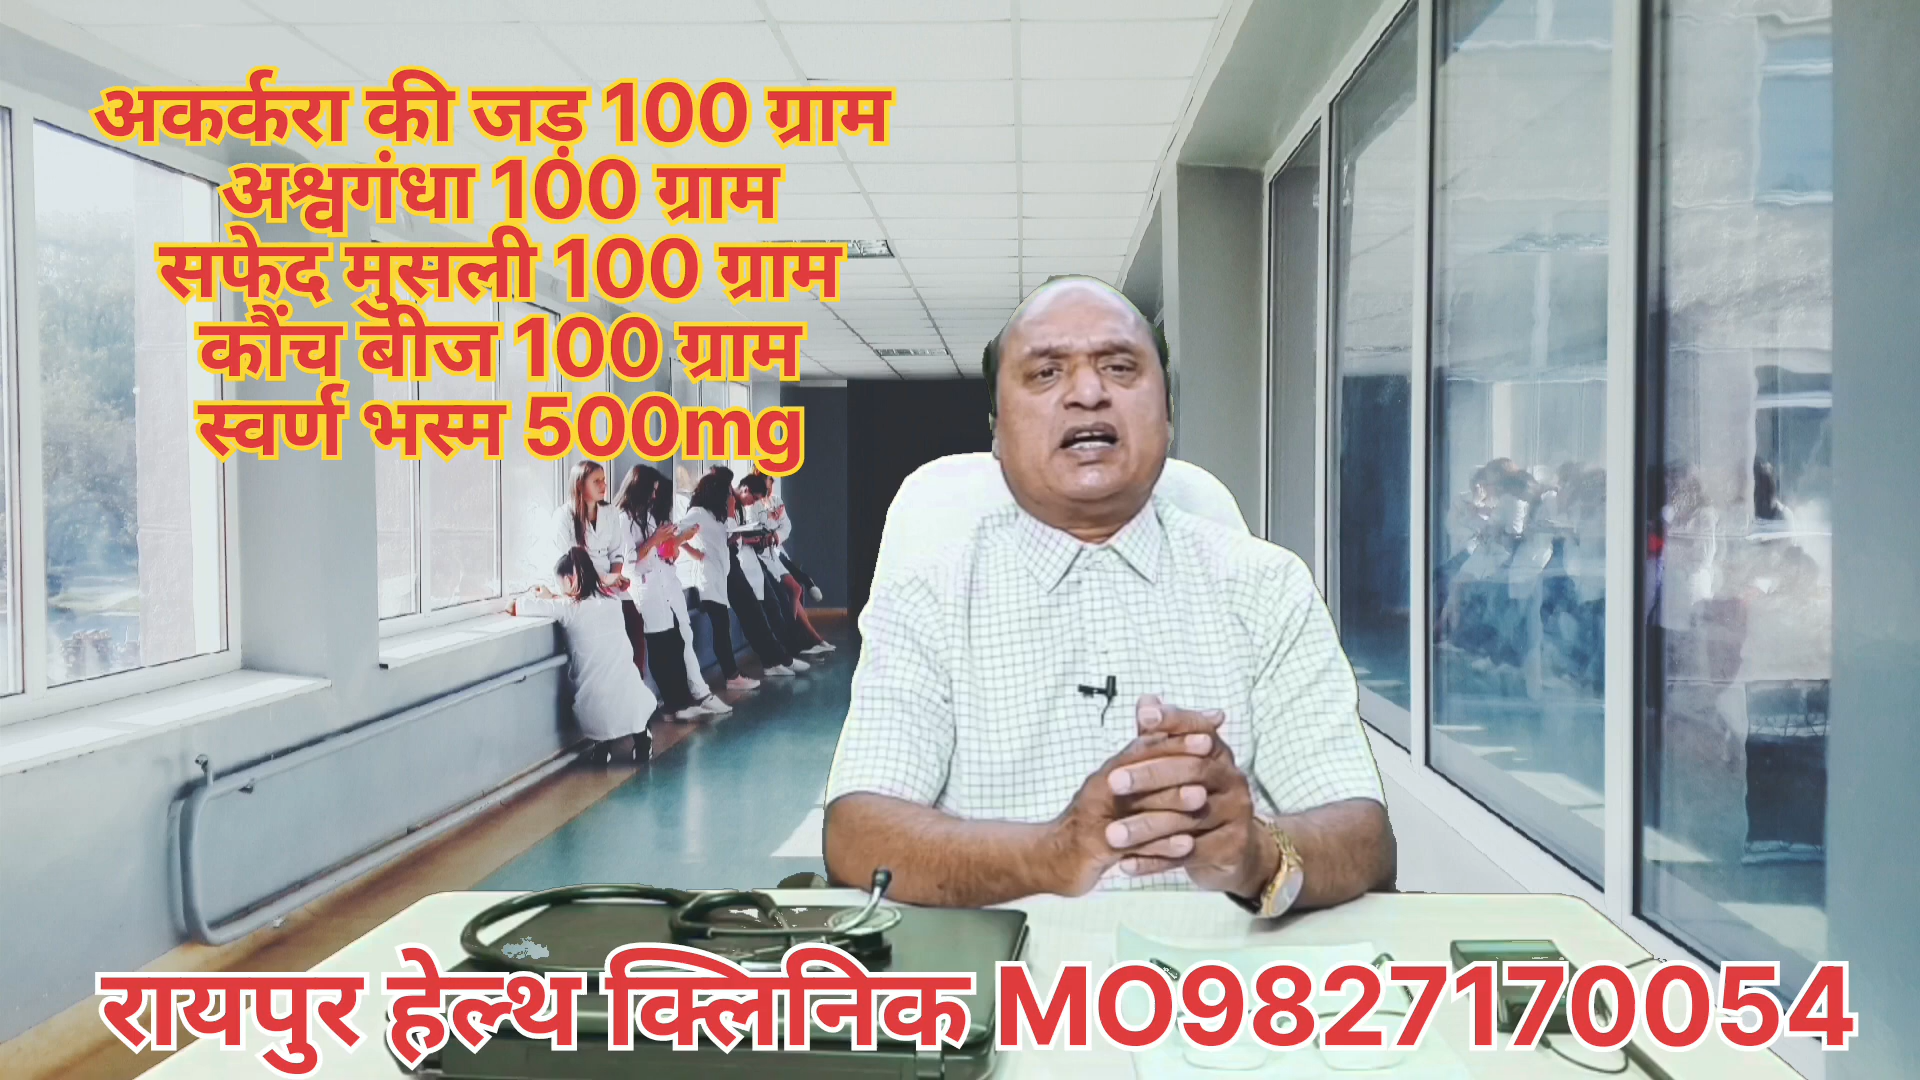 अकर्करा की जड़ 100 ग्राम
अश्वगंधा 100 ग्राम
सफेद मुसली 100 ग्राम
कौंच बीज 100 ग्राम
स्वर्ण भस्म 500mg
रायपुर हेल्थ क्लिनिक MO9827170054